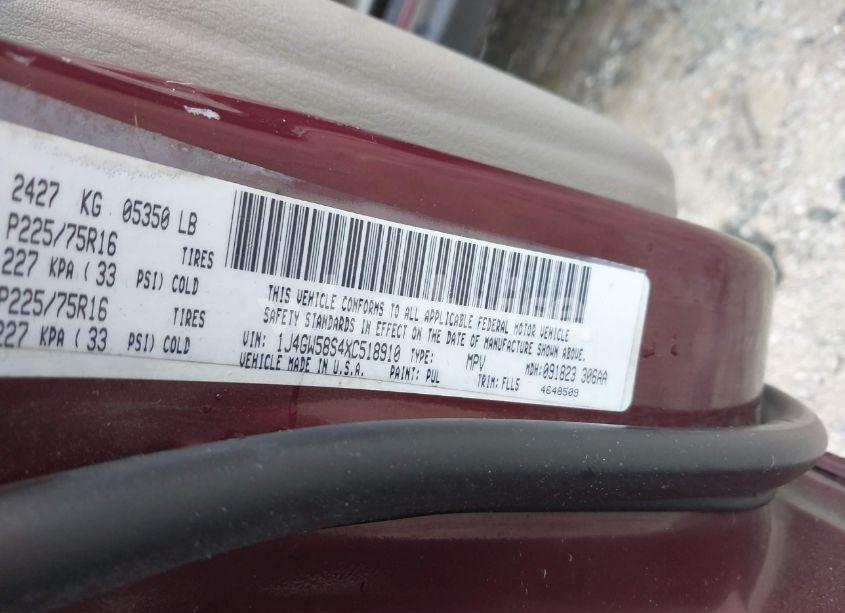 2427 KG 05350 LB
P225/75R16 TIRES
227 KPA ( 33 PSI) COLD
P225/75R16 TIRES
227 KPA ( 33 PSI) COLD
THIS VEHICLE CONFORMS TO ALL APPLICABLE FEDERAL MOTOR VEHICLE
SAFETY STANDARDS IN EFFECT ON THE DATE OF MANUFACTURE SHOWN ABOVE.
VIN: 1J4GW58S4XC518910 TYPE: MPV MDH:091823 306AA
VEHICLE MADE IN U.S.A. PAINT: PUL TRIM: FLL5 4648509